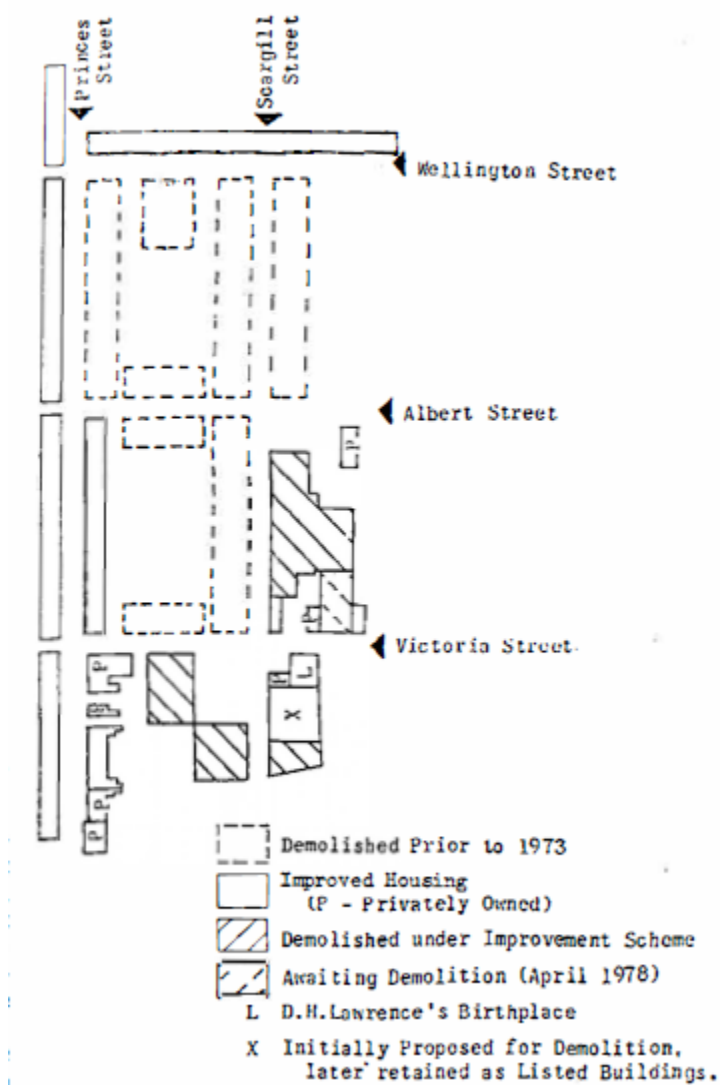 Princes
Street
Scargill
Street
Wellington Street
Albert Street
P
P
Victoria Street
P
P
L
P
X
P
P
Demolished Prior to 1973
Improved Housing
(P - Privately Owned)
Demolished under Improvement Scheme
Awaiting Demolition (April 1978)
L D.H.Lawrence's Birthplace
X Initially Proposed for Demolition,
later retained as Listed Buildings.